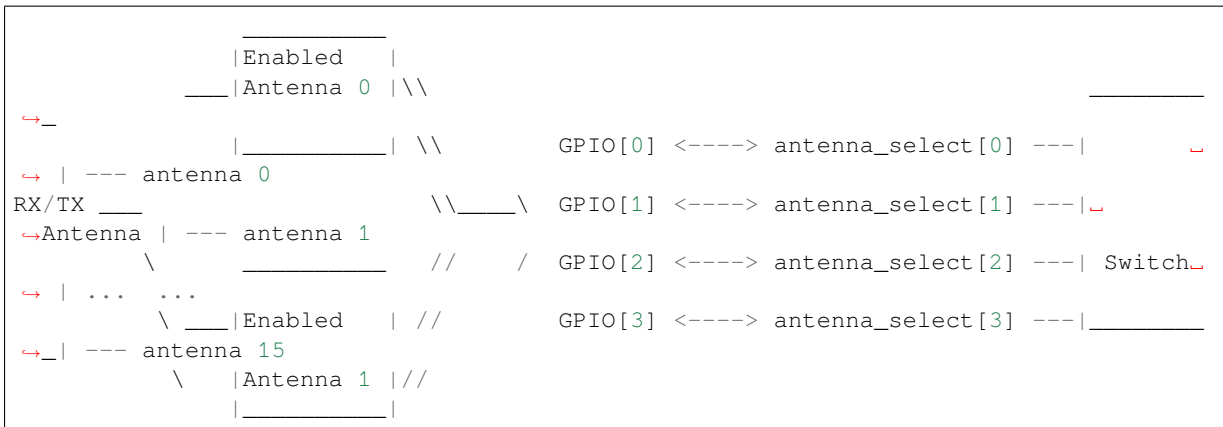 ___________
                  |Enabled   |
              ___|Antenna 0 |\\                                                    ________
↪_
                  |___________| \\        GPIO[0] <----> antenna_select[0] ---|        ␣
↪ | --- antenna 0
RX/TX ___                        \\____\  GPIO[1] <----> antenna_select[1] ---|␣
↪Antenna | --- antenna 1
          \       ___________   //     /  GPIO[2] <----> antenna_select[2] ---| Switch␣
↪ | ...  ...
           \ ___|Enabled   | //         GPIO[3] <----> antenna_select[3] ---|________
↪_| --- antenna 15
            \    |Antenna 1 |//
                  |___________|